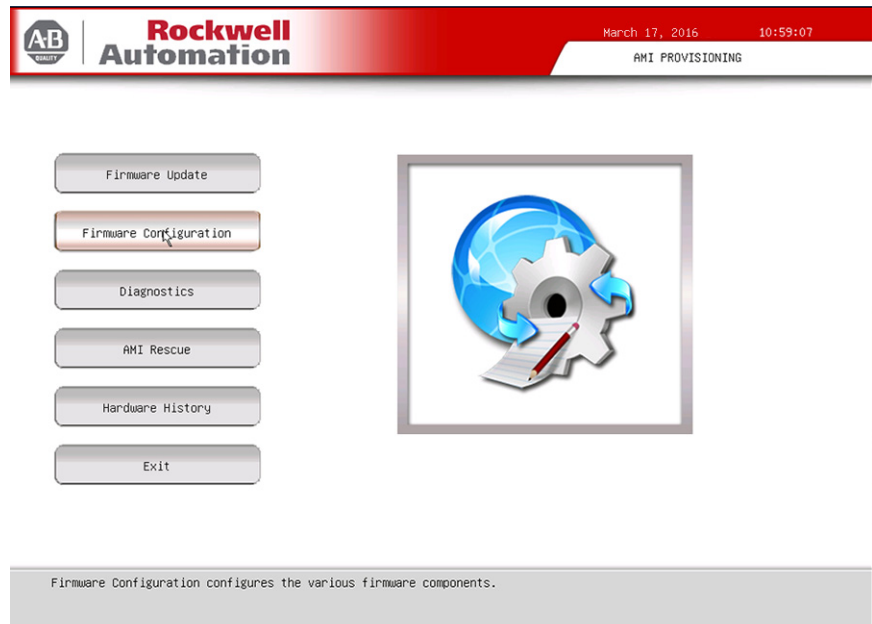 A·B
QUALITY
Rockwell
Automation
March 17, 2016 10:59:07
AMI PROVISIONING
Firmware Update
Firmware Configuration
Diagnostics
AMI Rescue
Hardware History
Exit
Firmware Configuration configures the various firmware components.